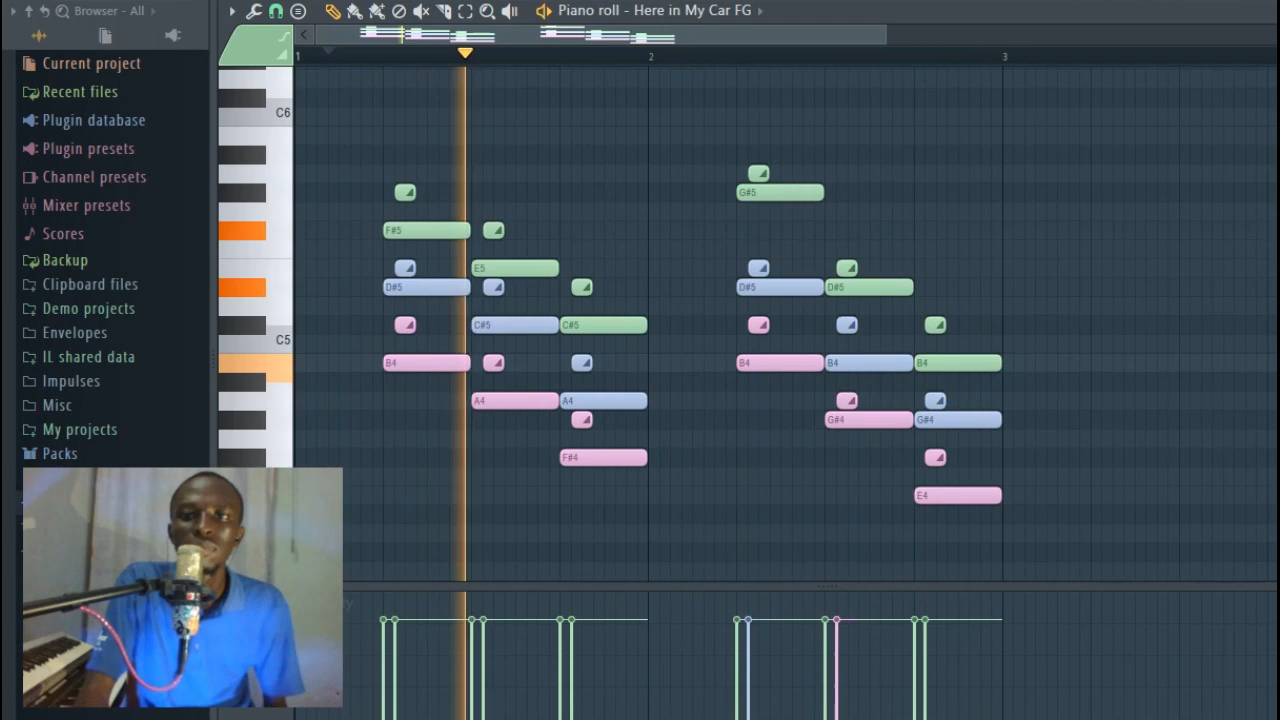 Browser - All
Piano roll - Here in My Car FG
Current project
Recent files
Plugin database
Plugin presets
Channel presets
Mixer presets
Scores
Backup
Clipboard files
Demo projects
Envelopes
IL shared data
Impulses
Misc
My projects
Packs
1 2 3
C6
G#5
F#5
E5
D#5 D#5 D#5
C#5 C#5
C5
B4 B4 B4 B4
A4 A4
G#4 G#4
F#4
E4